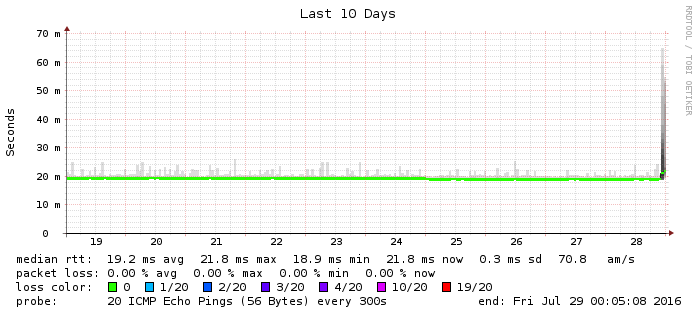 Last 10 Days
RRDTOOL / TOBI OETIKER
Seconds
70 m
60 m
50 m
40 m
30 m
20 m
10 m
0
19 20 21 22 23 24 25 26 27 28
median rtt: 19.2 ms avg 21.8 ms max 18.9 ms min 21.8 ms now 0.3 ms sd 70.8 am/s
packet loss: 0.00 % avg 0.00 % max 0.00 % min 0.00 % now
loss color: 0 1/20 2/20 3/20 4/20 10/20 19/20
probe: 20 ICMP Echo Pings (56 Bytes) every 300s end: Fri Jul 29 00:05:08 2016